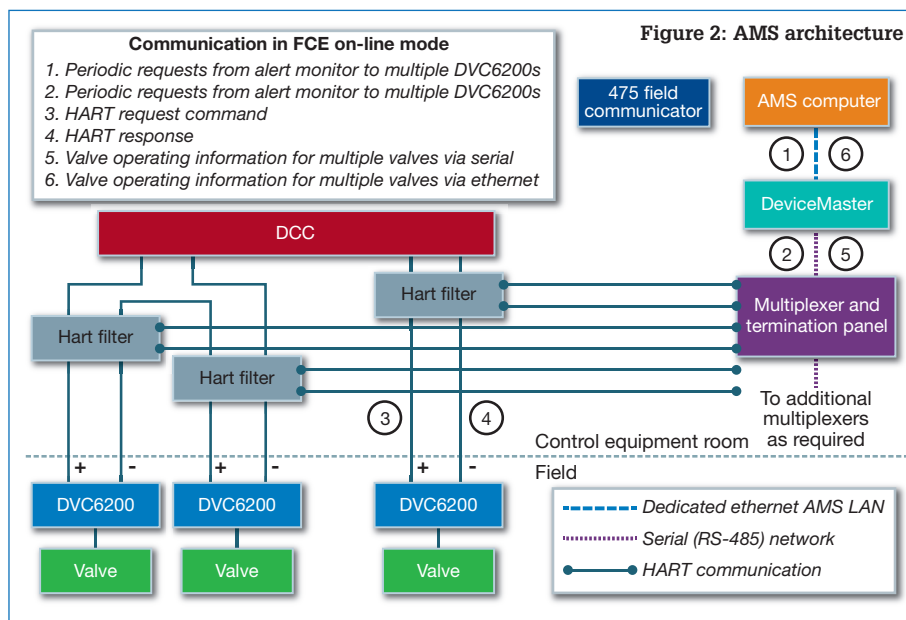 Figure 2: AMS architecture
Communication in FCE on-line mode
1. Periodic requests from alert monitor to multiple DVC6200s
2. Periodic requests from alert monitor to multiple DVC6200s
3. HART request command
4. HART response
5. Valve operating information for multiple valves via serial
6. Valve operating information for multiple valves via ethernet
475 field
communicator
AMS computer
1
6
DeviceMaster
2
5
DCC
Hart filter
Hart filter
Hart filter
Multiplexer and
termination panel
3
4
To additional
multiplexers
as required
Control equipment room
Field
+
-
+
-
+
-
DVC6200
DVC6200
DVC6200
Valve
Valve
Valve
Dedicated ethernet AMS LAN
Serial (RS-485) network
HART communication